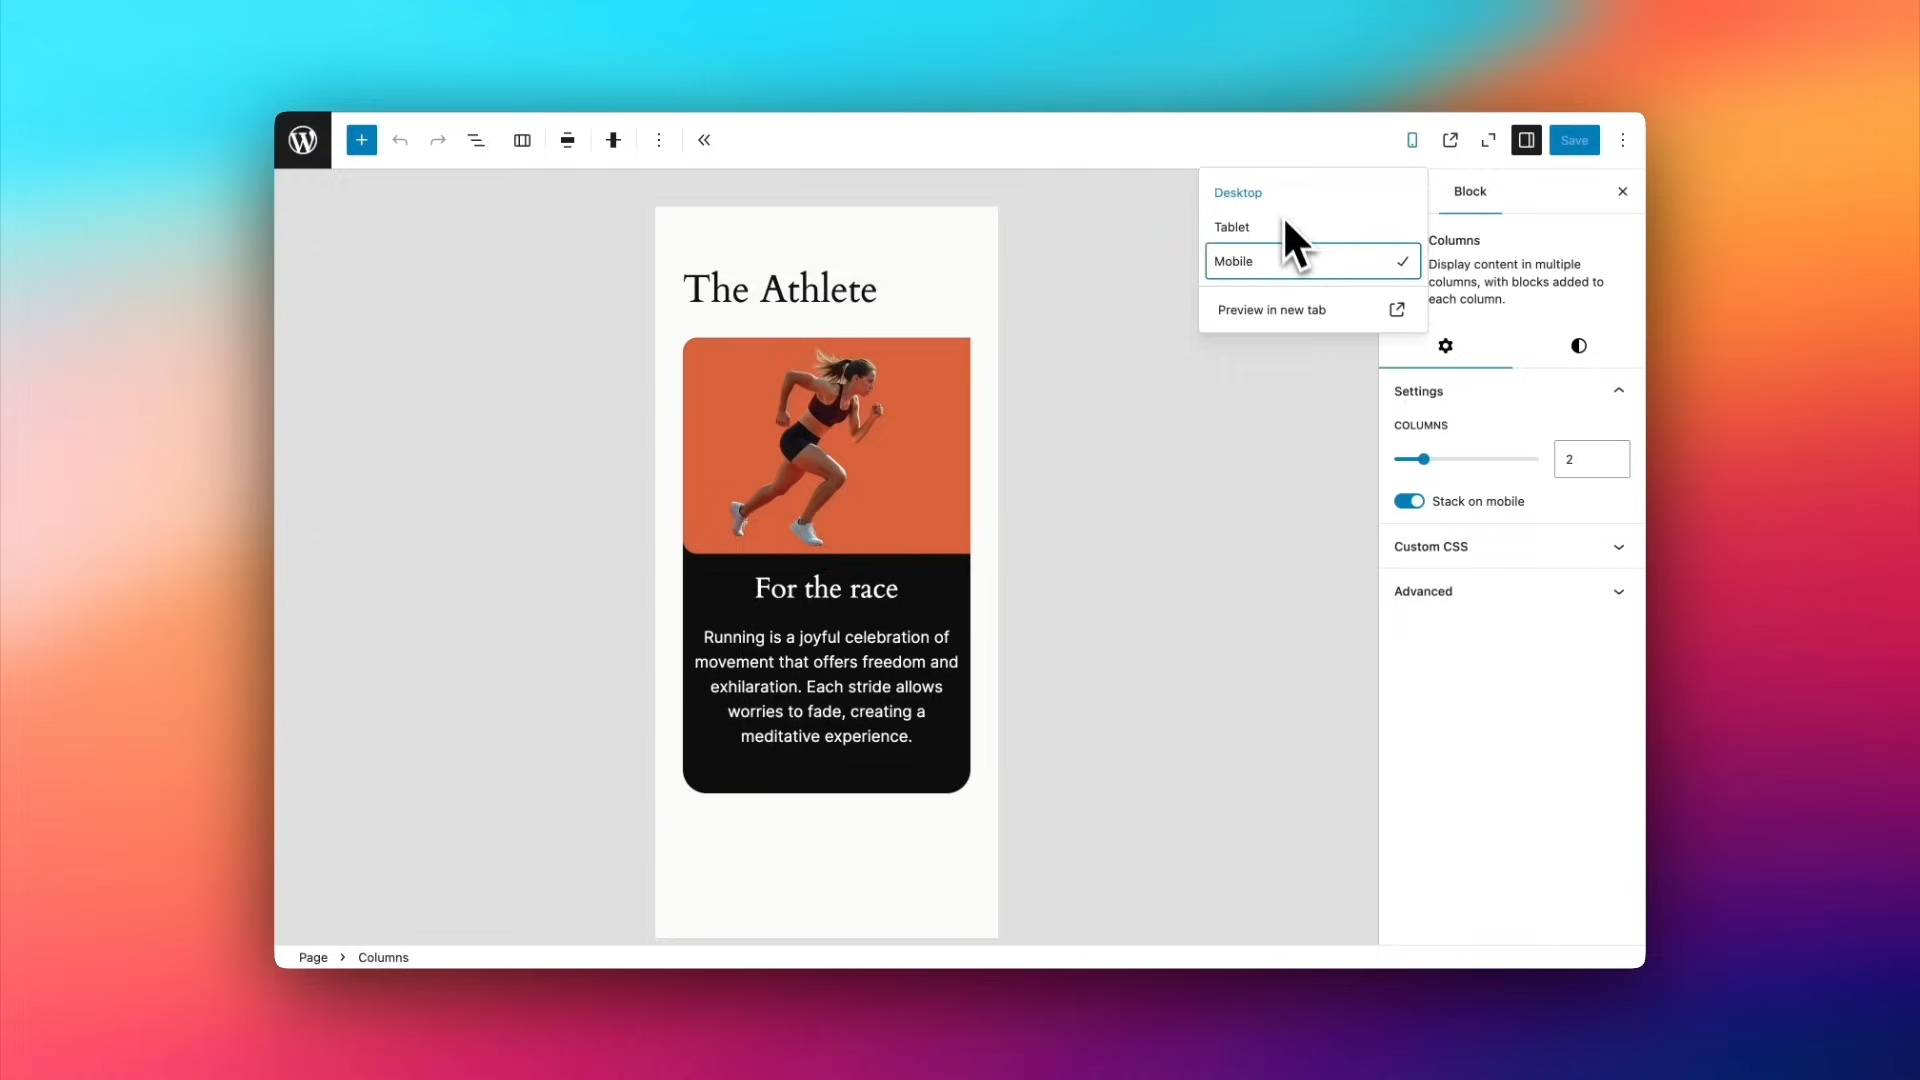 Save
Desktop
Tablet
Mobile
Preview in new tab
Block
Columns
Display content in multiple
columns, with blocks added to
each column.
Settings
COLUMNS
2
Stack on mobile
Custom CSS
Advanced
The Athlete
For the race
Running is a joyful celebration of
movement that offers freedom and
exhilaration. Each stride allows
worries to fade, creating a
meditative experience.
Page > Columns